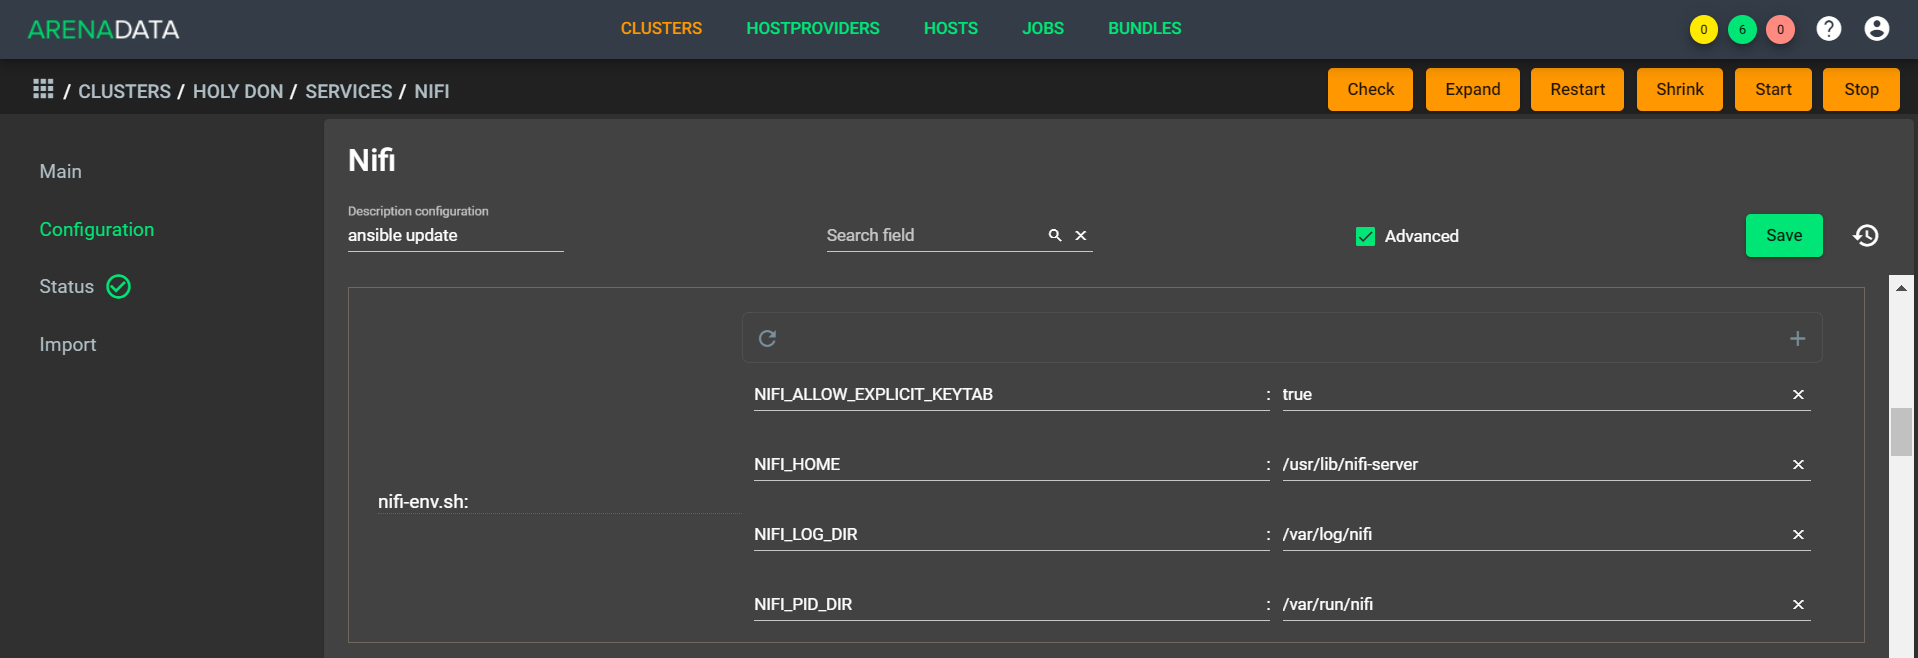 ARENADATA CLUSTERS HOSTPROVIDERS HOSTS JOBS BUNDLES 0 6 0 ?
/ CLUSTERS / HOLY DON / SERVICES / NIFI Check Expand Restart Shrink Start Stop
Main
Configuration
Status
Import
Nifi
Description configuration
ansible update Search field Advanced Save
nifi-env.sh:
NIFI_ALLOW_EXPLICIT_KEYTAB : true
NIFI_HOME : /usr/lib/nifi-server
NIFI_LOG_DIR : /var/log/nifi
NIFI_PID_DIR : /var/run/nifi